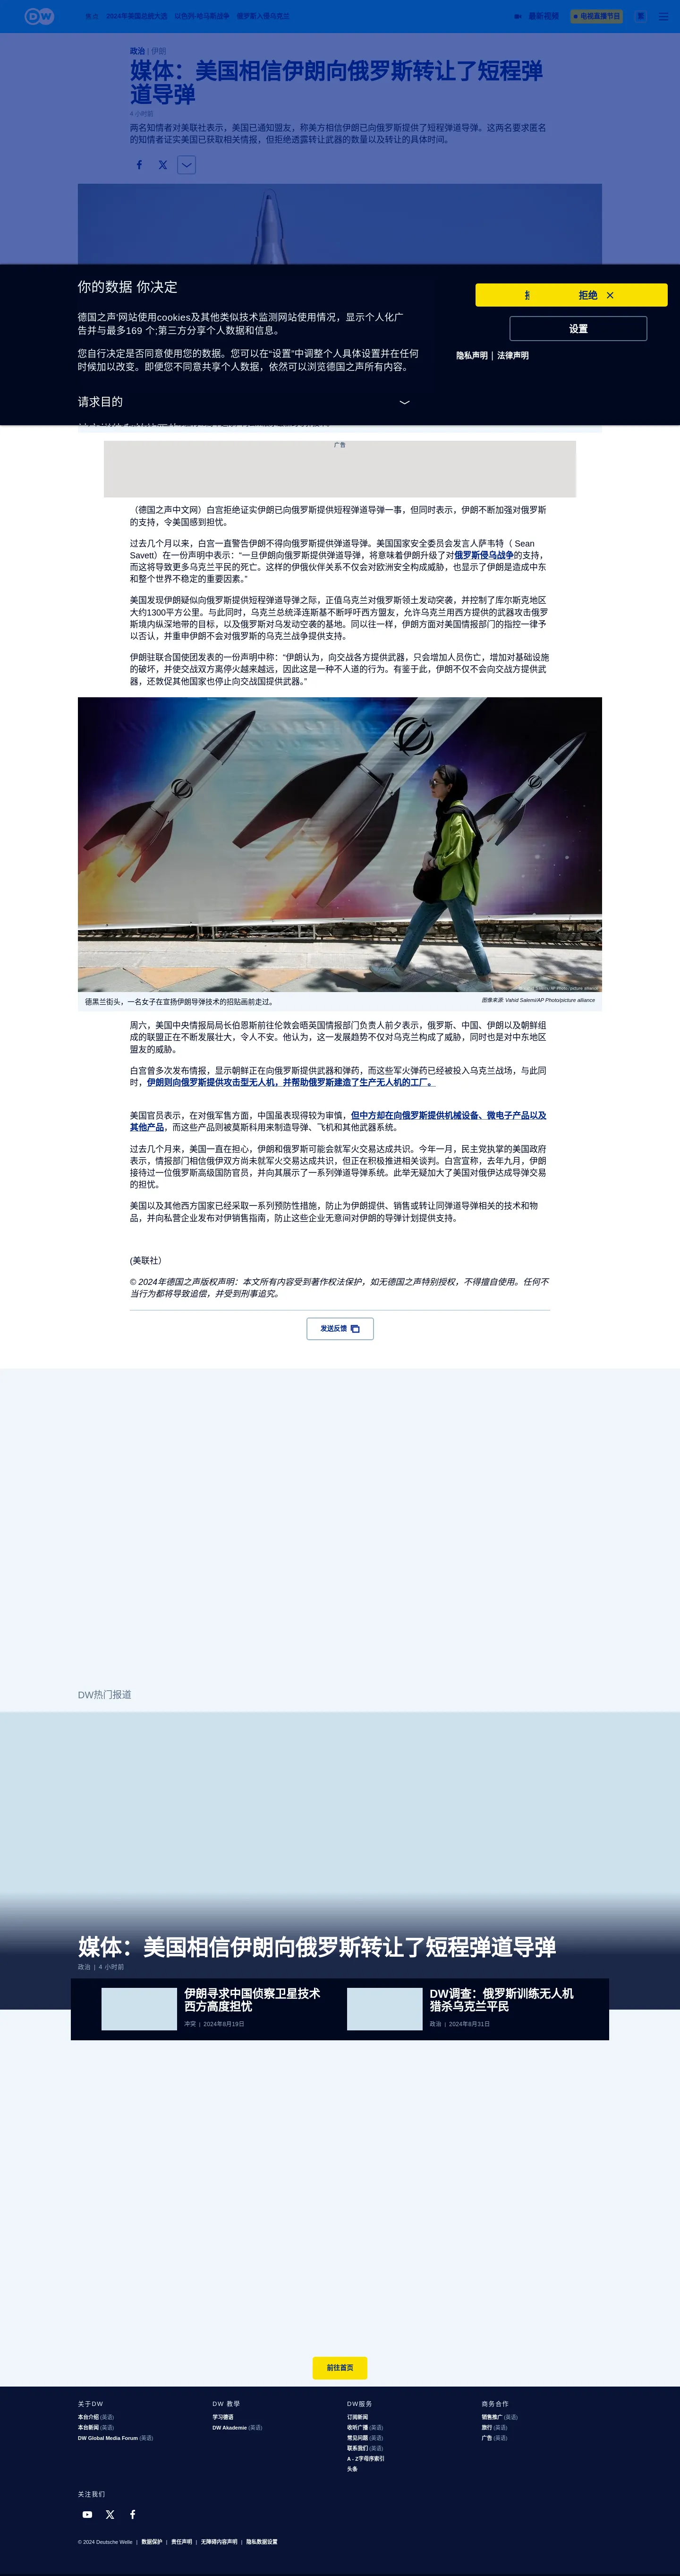 DW
焦点 2024年美国总统大选 以色列-哈马斯战争 俄罗斯入侵乌克兰
最新视频 电视直播节目 繁
政治 | 伊朗
媒体：美国相信伊朗向俄罗斯转让了短程弹
道导弹
4 小时前
两名知情者对美联社表示，美国已通知盟友，称美方相信伊朗已向俄罗斯提供了短程弹道导弹。这两名要求匿名
的知情者证实美国已获取相关情报，但拒绝透露转让武器的数量以及转让的具体时间。
你的数据 你决定
德国之声'网站使用cookies及其他类似技术监测网站使用情况，显示个人化广
告并与最多169 个;第三方分享个人数据和信息。
您自行决定是否同意使用您的数据。您可以在"设置"中调整个人具体设置并在任何
时候加以改变。即便您不同意共享个人数据，依然可以浏览德国之声所有内容。
请求目的
拒绝
设置
隐私声明 | 法律声明
广告
（德国之声中文网）白宫拒绝证实伊朗已向俄罗斯提供短程弹道导弹一事，但同时表示，伊朗不断加强对俄罗斯
的支持，令美国感到担忧。
过去几个月以来，白宫一直警告伊朗不得向俄罗斯提供弹道导弹。美国国家安全委员会发言人萨韦特（ Sean
Savett）在一份声明中表示："一旦伊朗向俄罗斯提供弹道导弹，将意味着伊朗升级了对俄罗斯侵乌战争的支持，
而这将导致更多乌克兰平民的死亡。这样的伊俄伙伴关系不仅会对欧洲安全构成威胁，也显示了伊朗是造成中东
和整个世界不稳定的重要因素。"
美国发现伊朗疑似向俄罗斯提供短程弹道导弹之际，正值乌克兰对俄罗斯领土发动突袭，并控制了库尔斯克地区
大约1300平方公里。与此同时，乌克兰总统泽连斯基不断呼吁西方盟友，允许乌克兰用西方提供的武器攻击俄罗
斯境内纵深地带的目标，以及俄罗斯对乌发动空袭的基地。同以往一样，伊朗方面对美国情报部门的指控一律予
以否认，并重申伊朗不会对俄罗斯的乌克兰战争提供支持。
伊朗驻联合国使团发表的一份声明中称："伊朗认为，向交战各方提供武器，只会增加人员伤亡，增加对基础设施
的破坏，并使交战双方离停火越来越远，因此这是一种不人道的行为。有鉴于此，伊朗不仅不会向交战方提供武
器，还敦促其他国家也停止向交战国提供武器。"
德黑兰街头，一名女子在宣扬伊朗导弹技术的招贴画前走过。
图像来源: Vahid Salemi/AP Photo/picture alliance
周六，美国中央情报局局长伯恩斯前往伦敦会晤英国情报部门负责人前夕表示，俄罗斯、中国、伊朗以及朝鲜组
成的联盟正在不断发展壮大，令人不安。他认为，这一发展趋势不仅对乌克兰构成了威胁，同时也是对中东地区
盟友的威胁。
白宫曾多次发布情报，显示朝鲜正在向俄罗斯提供武器和弹药，而这些军火弹药已经被投入乌克兰战场，与此同
时，伊朗则向俄罗斯提供攻击型无人机，并帮助俄罗斯建造了生产无人机的工厂。
美国官员表示，在对俄军售方面，中国虽表现得较为审慎，但中方却在向俄罗斯提供机械设备、微电子产品以及
其他产品，而这些产品则被莫斯科用来制造导弹、飞机和其他武器系统。
过去几个月来，美国一直在担心，伊朗和俄罗斯可能会就军火交易达成共识。今年一月，民主党执掌的美国政府
表示，情报部门相信俄伊双方尚未就军火交易达成共识，但正在积极推进相关谈判。白宫宣称，去年九月，伊朗
接待过一位俄罗斯高级国防官员，并向其展示了一系列弹道导弹系统。此举无疑加大了美国对俄伊达成导弹交易
的担忧。
美国以及其他西方国家已经采取一系列预防性措施，防止为伊朗提供、销售或转让同弹道导弹相关的技术和物
品，并向私营企业发布对伊销售指南，防止这些企业无意间对伊朗的导弹计划提供支持。
(美联社）
© 2024年德国之声版权声明：本文所有内容受到著作权法保护，如无德国之声特别授权，不得擅自使用。任何不
当行为都将导致追偿，并受到刑事追究。
发送反馈
DW热门报道
媒体：美国相信伊朗向俄罗斯转让了短程弹道导弹
政治 | 4 小时前
伊朗寻求中国侦察卫星技术
西方高度担忧
冲突 | 2024年8月19日
DW调查：俄罗斯训练无人机
猎杀乌克兰平民
政治 | 2024年8月31日
前往首页
关于DW
本台介绍 (英语)
本台新闻 (英语)
DW Global Media Forum (英语)
DW 教學
学习德语
DW Akademie (英语)
DW服务
订阅新闻
收听广播 (英语)
常见问题 (英语)
联系我们 (英语)
A - Z字母序索引
头条
商务合作
销售推广 (英语)
旅行 (英语)
广告 (英语)
关注我们
© 2024 Deutsche Welle | 数据保护 | 责任声明 | 无障碍内容声明 | 隐私数据设置